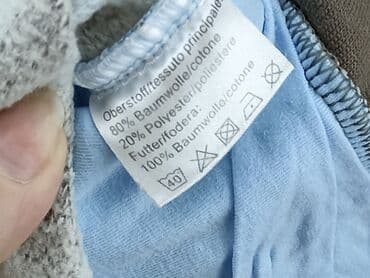 Oberstoff/tessuto principale:
80% Baumwolle/cotone
20% Polyester/poliestere
Futter/fodera:
100% Baumwolle/cotone
40